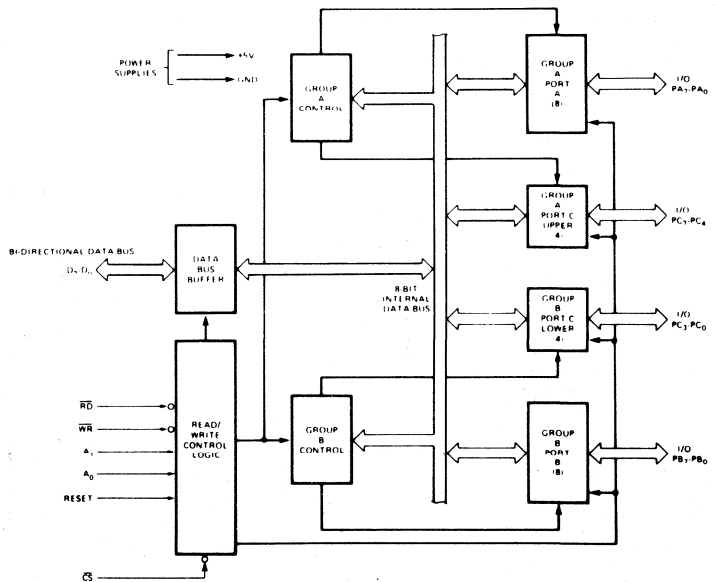 POWER
SUPPLIES
+5V
GND
GROUP
A
CONTROL
GROUP
A
PORT
A
(8)
I/O
PA7-PA0
GROUP
A
PORT C
UPPER
(4)
I/O
PC7-PC4
BI-DIRECTIONAL DATA BUS
D7-D0
DATA
BUS
BUFFER
8-BIT
INTERNAL
DATA BUS
GROUP
B
PORT C
LOWER
(4)
I/O
PC3-PC0
RD
WR
A1
A0
RESET
CS
READ/
WRITE
CONTROL
LOGIC
GROUP
B
CONTROL
GROUP
B
PORT
B
(8)
I/O
PB7-PB0